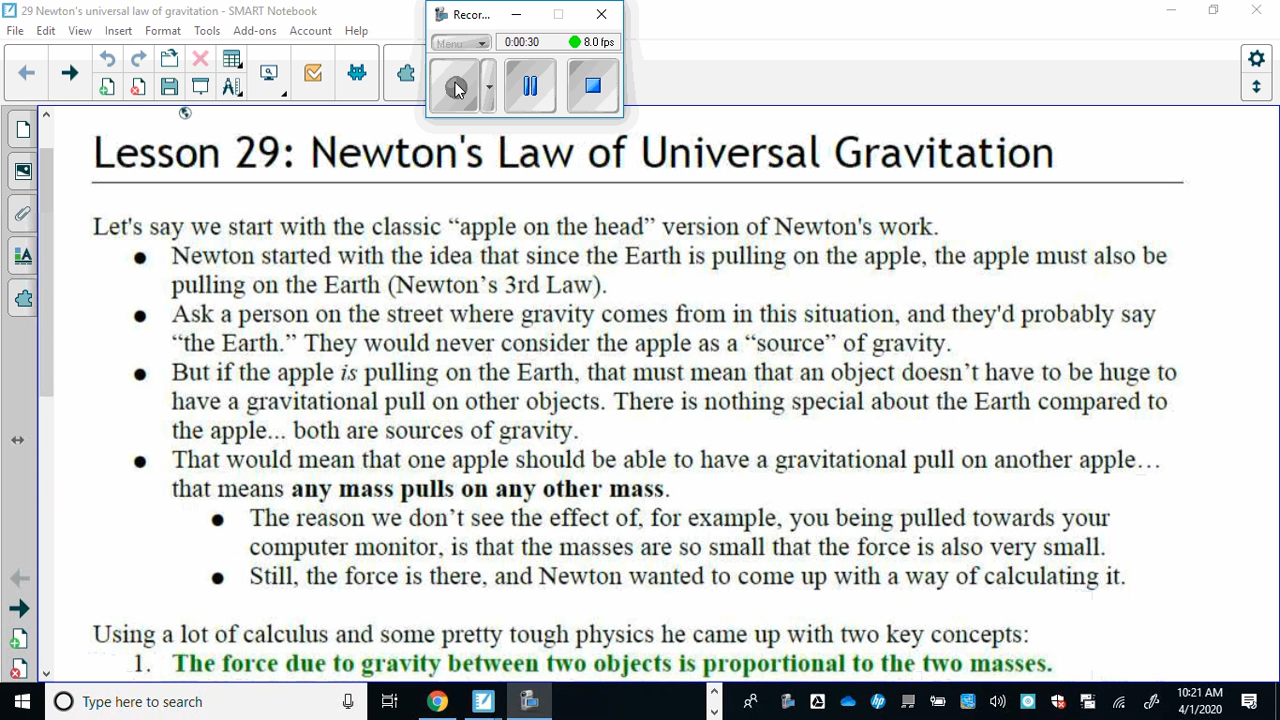 29 Newton's universal law of gravitation - SMART Notebook
Recor...
File Edit View Insert Format Tools Add-ons Account Help
Menu
0:00:30
8.0 fps
Lesson 29: Newton's Law of Universal Gravitation
Let's say we start with the classic “apple on the head” version of Newton's work.
● Newton started with the idea that since the Earth is pulling on the apple, the apple must also be
pulling on the Earth (Newton’s 3rd Law).
● Ask a person on the street where gravity comes from in this situation, and they'd probably say
“the Earth.” They would never consider the apple as a “source” of gravity.
● But if the apple is pulling on the Earth, that must mean that an object doesn’t have to be huge to
have a gravitational pull on other objects. There is nothing special about the Earth compared to
the apple... both are sources of gravity.
● That would mean that one apple should be able to have a gravitational pull on another apple…
that means any mass pulls on any other mass.
● The reason we don’t see the effect of, for example, you being pulled towards your
computer monitor, is that the masses are so small that the force is also very small.
● Still, the force is there, and Newton wanted to come up with a way of calculating it.
Using a lot of calculus and some pretty tough physics he came up with two key concepts:
1. The force due to gravity between two objects is proportional to the two masses.
Type here to search
10:21 AM
4/1/2020